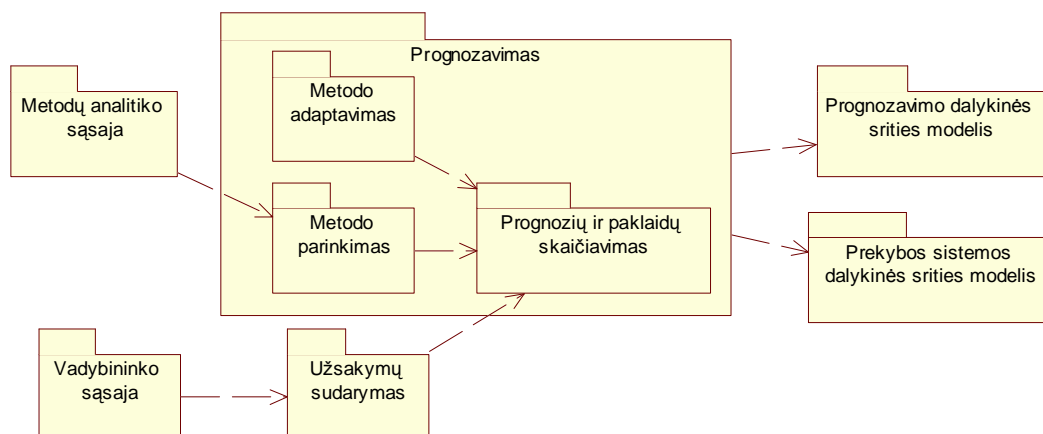 Prognozavimas
Metodų analitiko
sąsaja
Metodo
adaptavimas
Prognozavimo dalykinės
srities modelis
Metodo
parinkimas
Prognozių ir paklaidų
skaičiavimas
Prekybos sistemos
dalykinės srities modelis
Vadybininko
sąsaja
Užsakymų
sudarymas